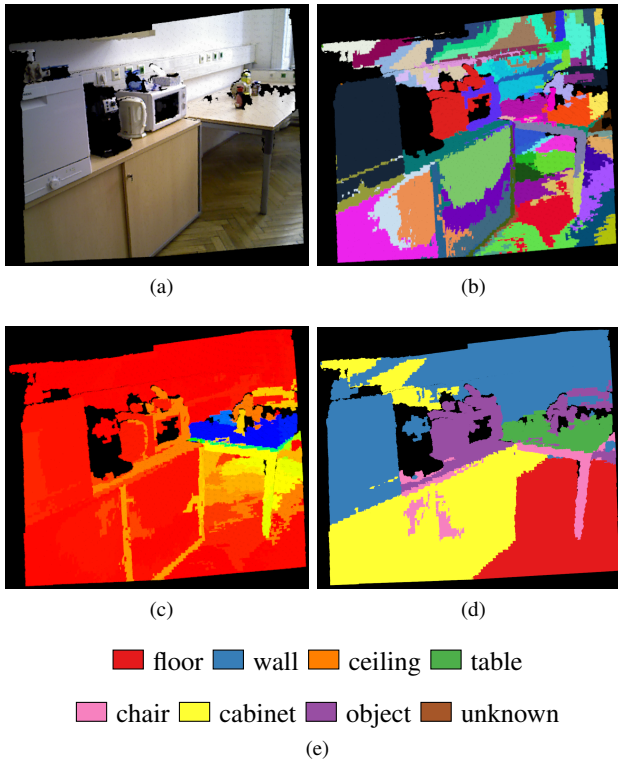 (a) (b)
(c) (d)
floor wall ceiling table
chair cabinet object unknown
(e)